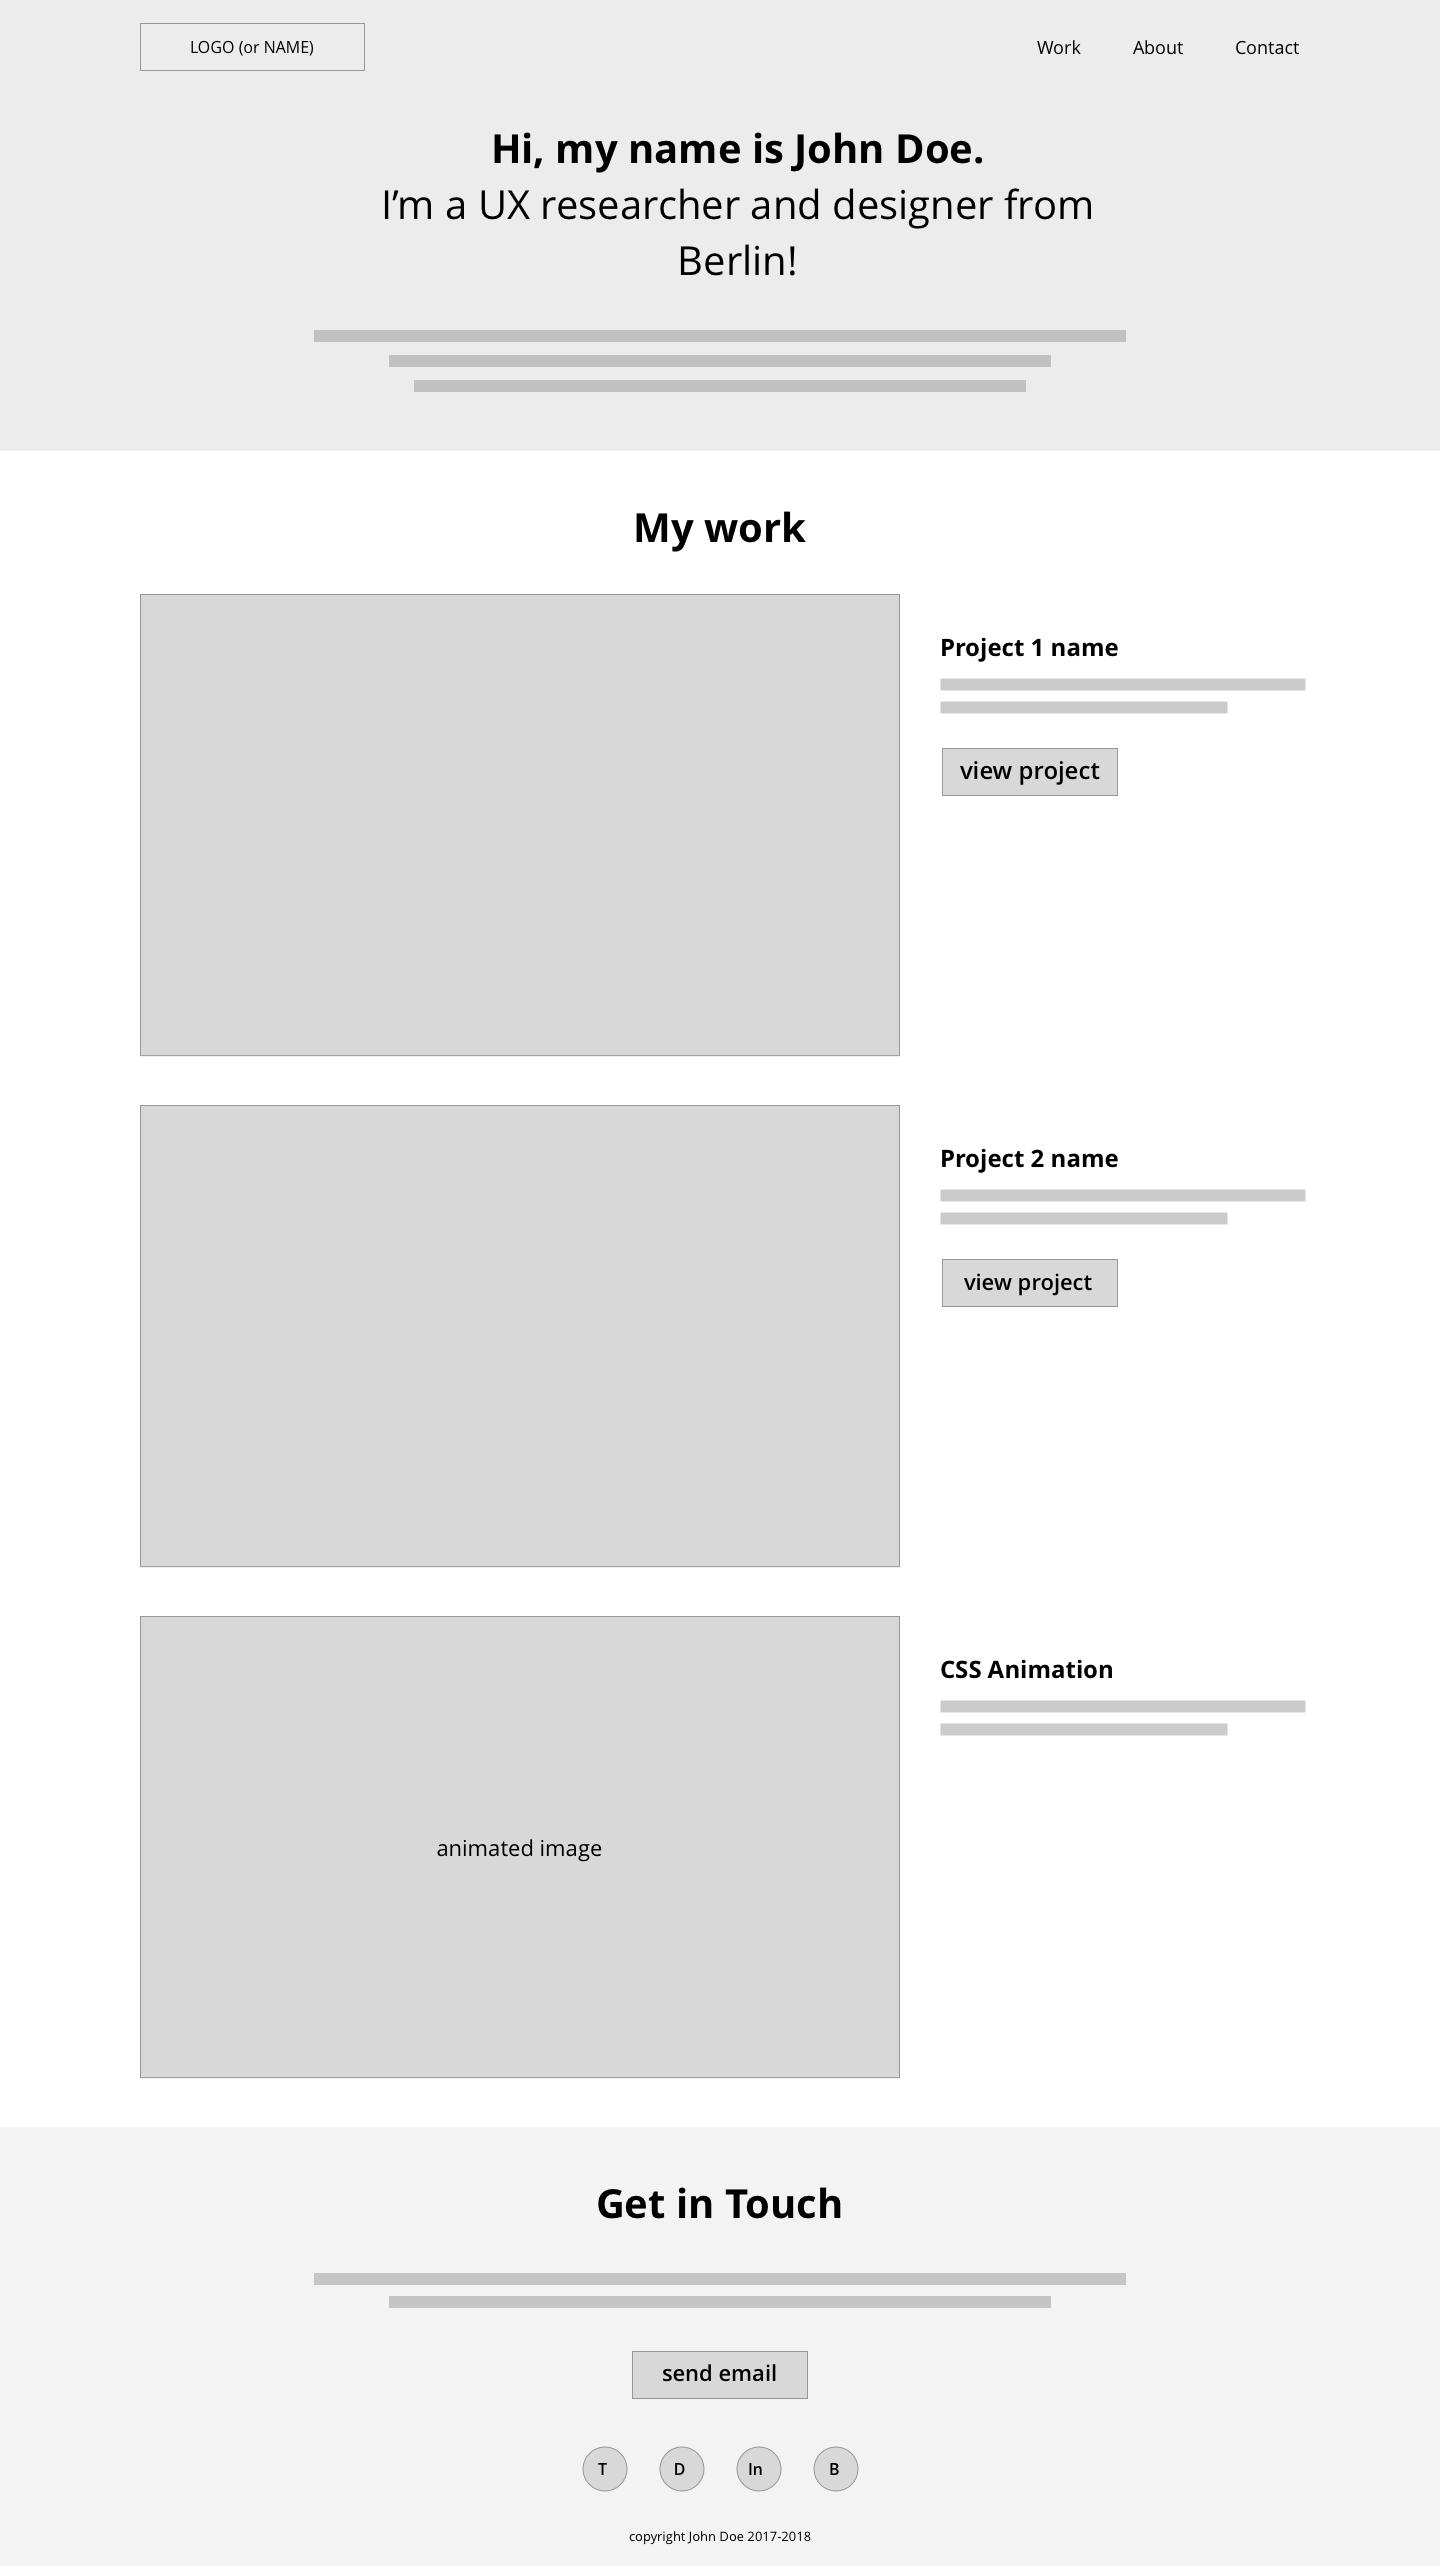 LOGO (or NAME)
Work About Contact
Hi, my name is John Doe.
I’m a UX researcher and designer from
Berlin!
My work
Project 1 name
view project
Project 2 name
view project
CSS Animation
animated image
Get in Touch
send email
T D In B
copyright John Doe 2017-2018